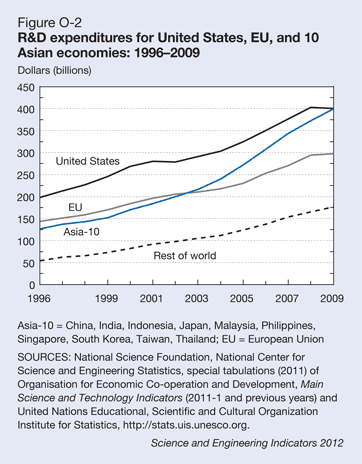 Figure O-2
R&D expenditures for United States, EU, and 10
Asian economies: 1996–2009
Dollars (billions)
450
400
350
300
250
200
150
100
50
0
United States
EU
Asia-10
Rest of world
1996
1999
2001
2003
2005
2007
2009
Asia-10 = China, India, Indonesia, Japan, Malaysia, Philippines,
Singapore, South Korea, Taiwan, Thailand; EU = European Union
SOURCES: National Science Foundation, National Center for
Science and Engineering Statistics, special tabulations (2011) of
Organisation for Economic Co-operation and Development, Main
Science and Technology Indicators (2011-1 and previous years) and
United Nations Educational, Scientific and Cultural Organization
Institute for Statistics, http://stats.uis.unesco.org.
Science and Engineering Indicators 2012